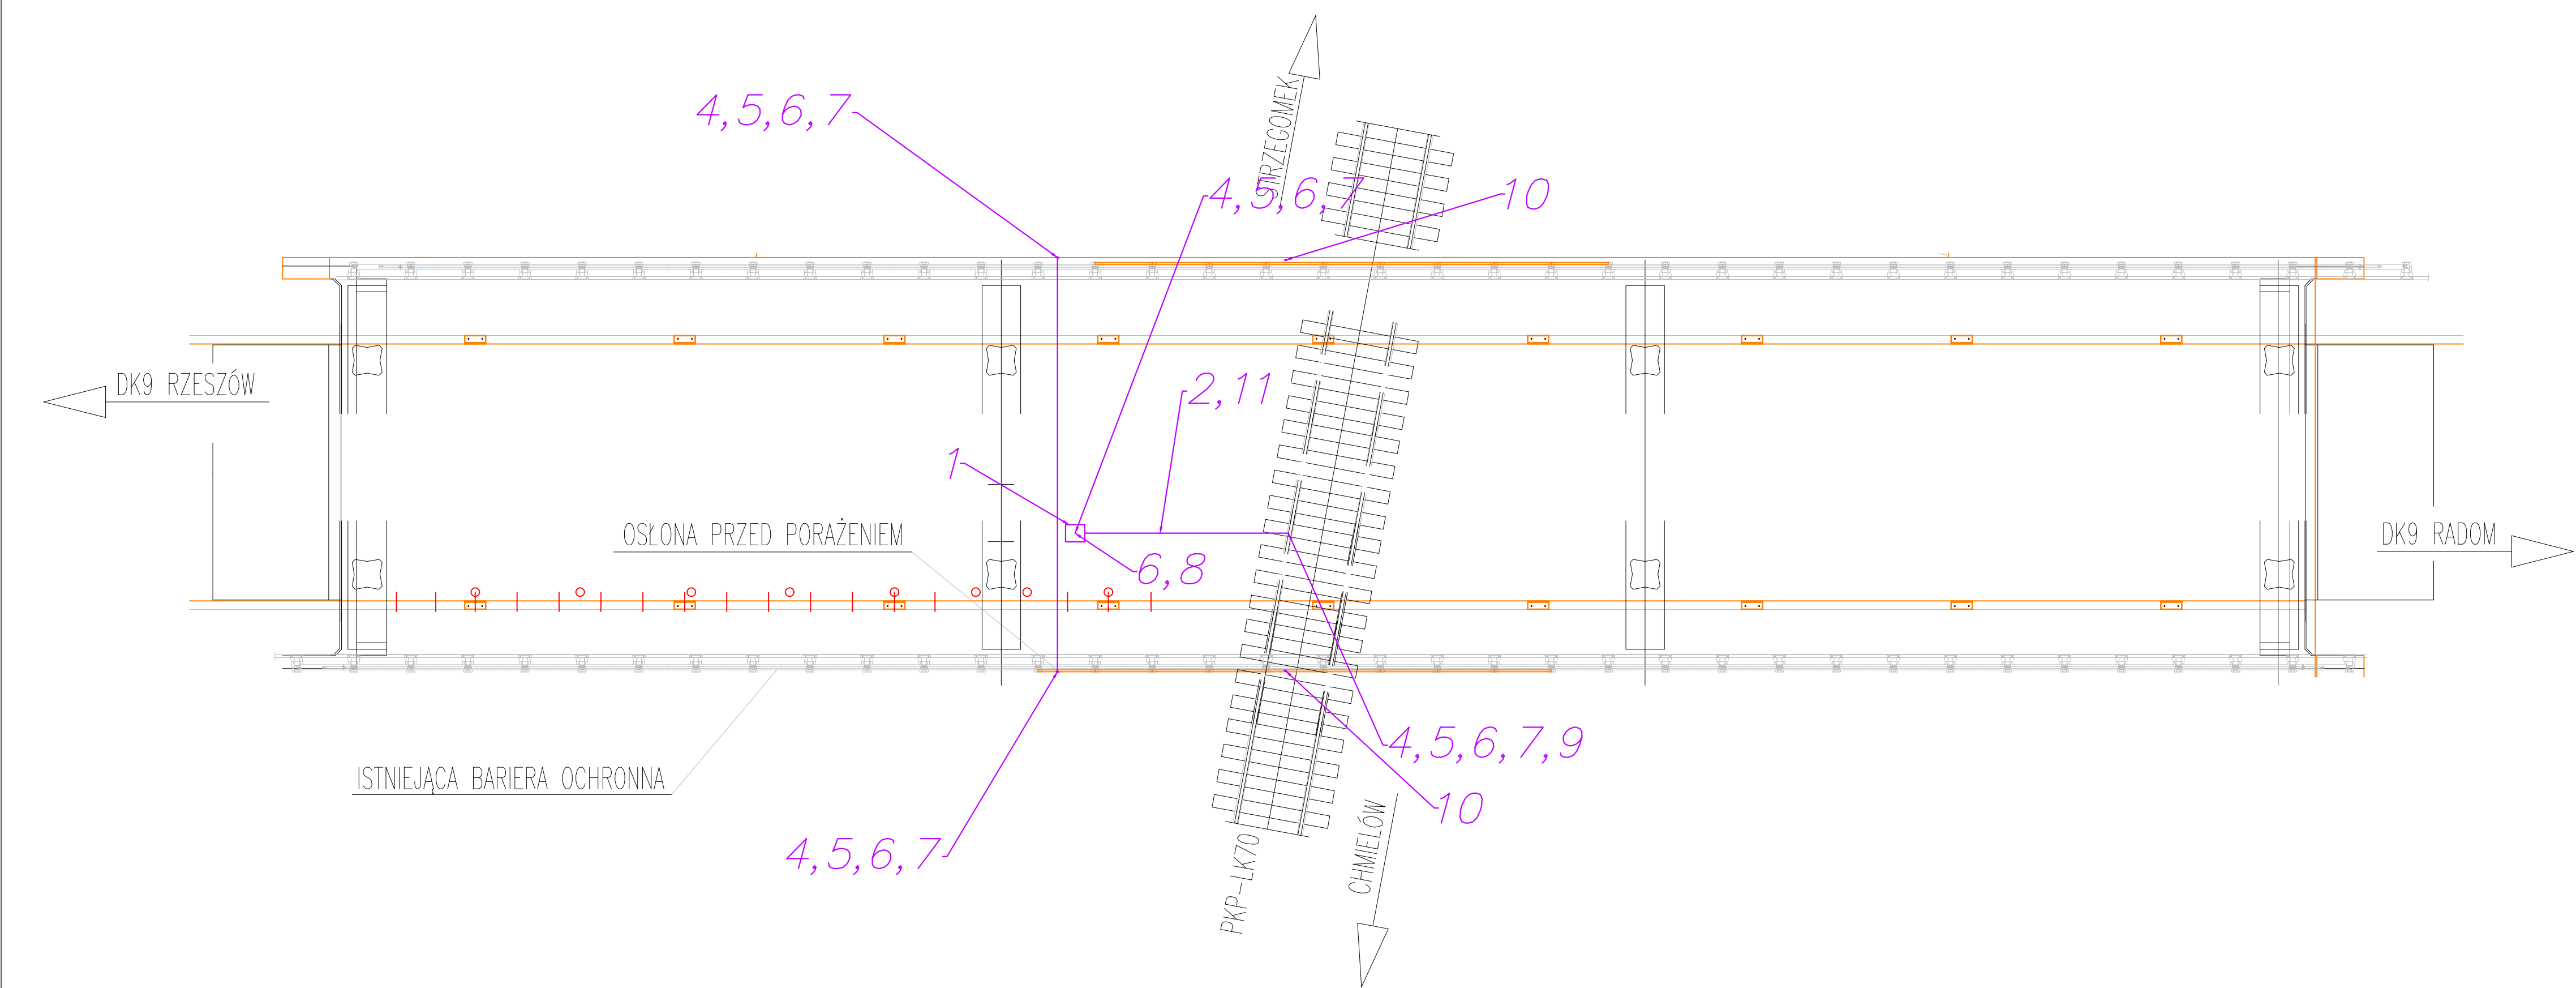 4,5,6,7
STRZEGOMEK
4,5,6,7
10
DK9 RZESZÓW
2,11
1
OSŁONA PRZED PORAŻENIEM
DK9 RADOM
6,8
4,5,6,7,9
ISTNIEJĄCA BARIERA OCHRONNA
10
4,5,6,7
CHMIELÓW
PKP-LK70